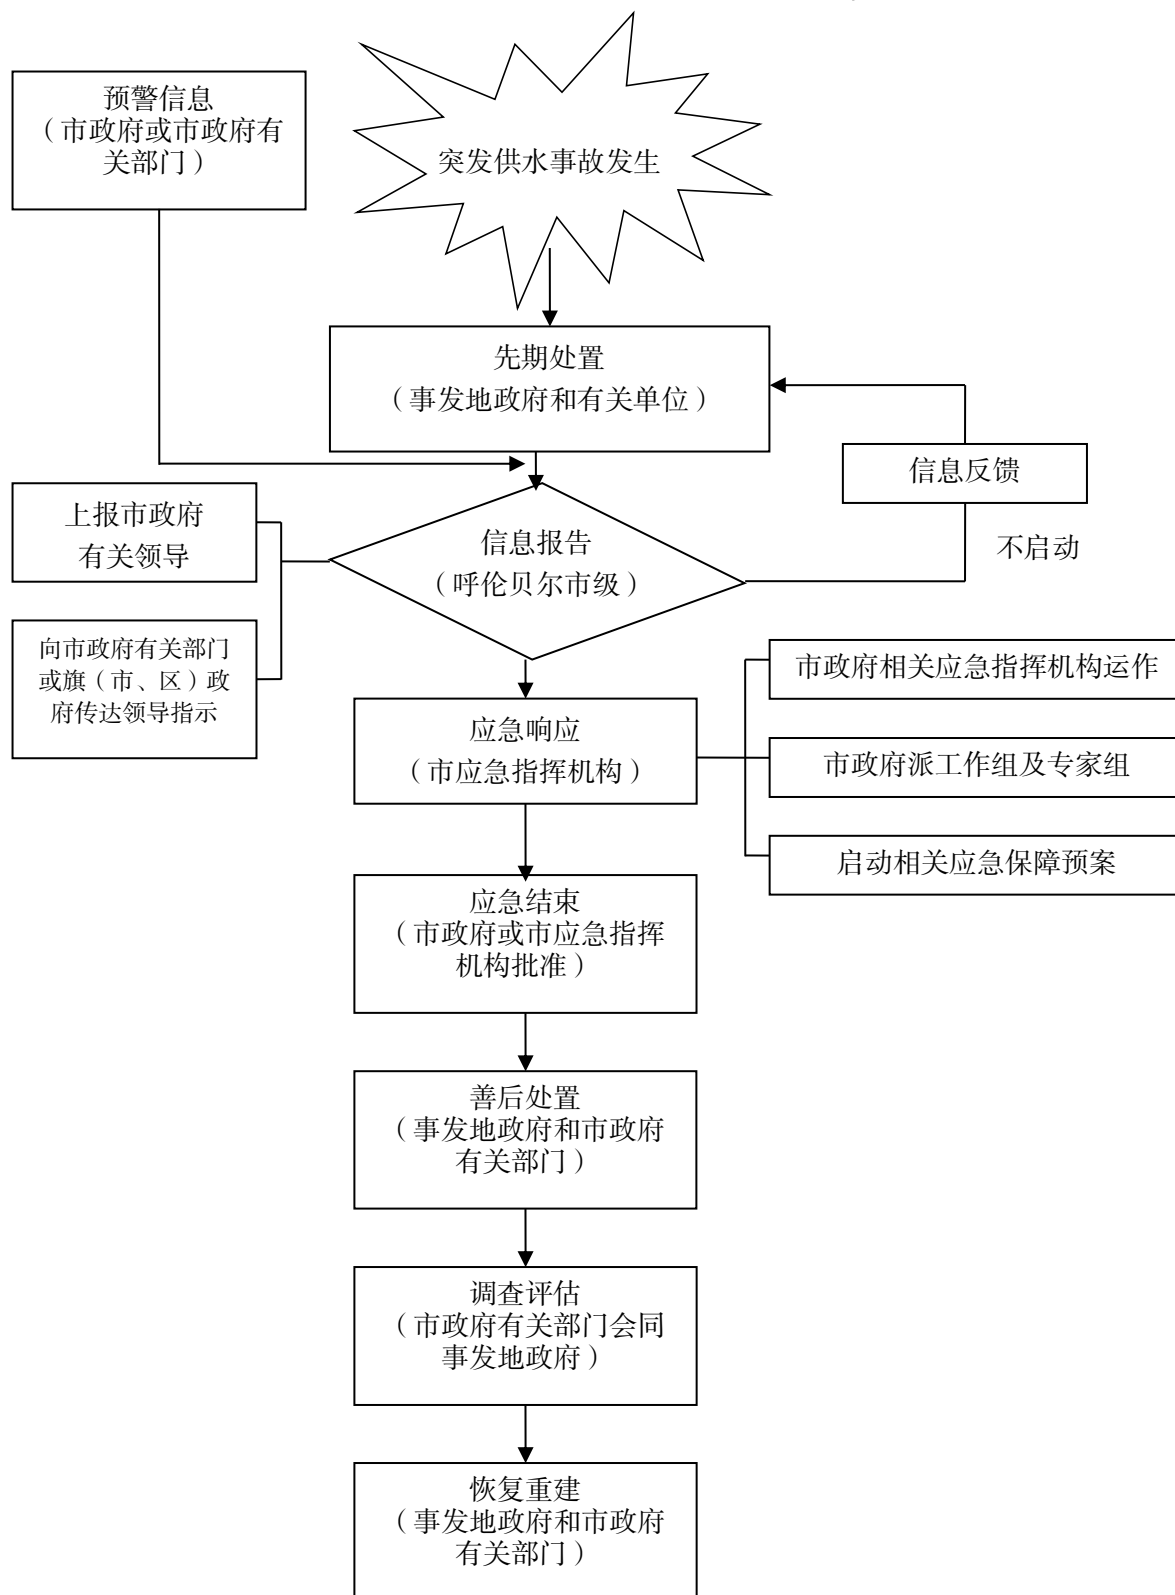 预警信息
（市政府或市政府有
关部门）
突发供水事故发生
先期处置
（事发地政府和有关单位）
信息反馈
上报市政府
有关领导
信息报告
（呼伦贝尔市级）
不启动
向市政府有关部门
或旗（市、区）政
府传达领导指示
市政府相关应急指挥机构运作
应急响应
（市应急指挥机构）
市政府派工作组及专家组
启动相关应急保障预案
应急结束
（市政府或市应急指挥
机构批准）
善后处置
（事发地政府和市政府
有关部门）
调查评估
（市政府有关部门会同
事发地政府）
恢复重建
（事发地政府和市政府
有关部门）